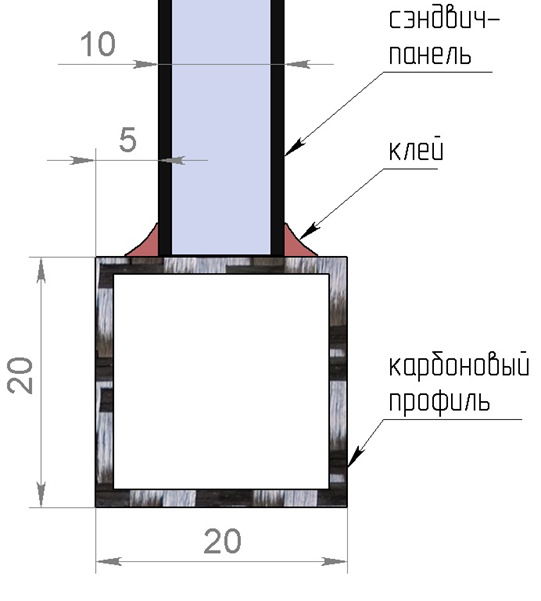 сэндвич-
панель
10
5
клей
20
карбоновый
профиль
20